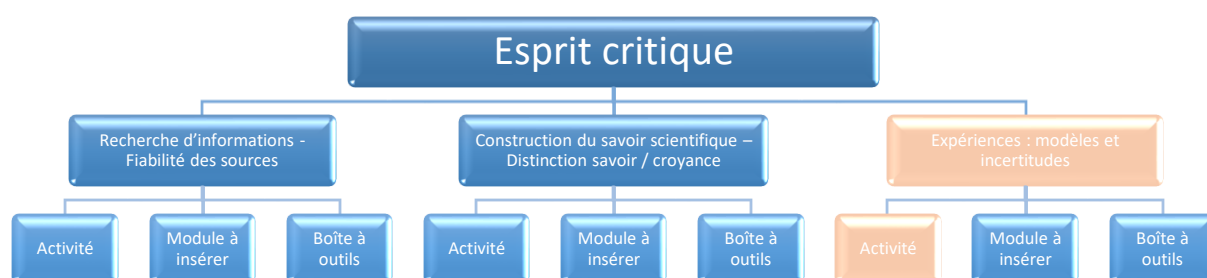 Esprit critique
Recherche d'informations -
Fiabilité des sources
Construction du savoir scientifique –
Distinction savoir / croyance
Expériences : modèles et
incertitudes
Activité
Module à
insérer
Boîte à
outils
Activité
Module à
insérer
Boîte à
outils
Activité
Module à
insérer
Boîte à
outils